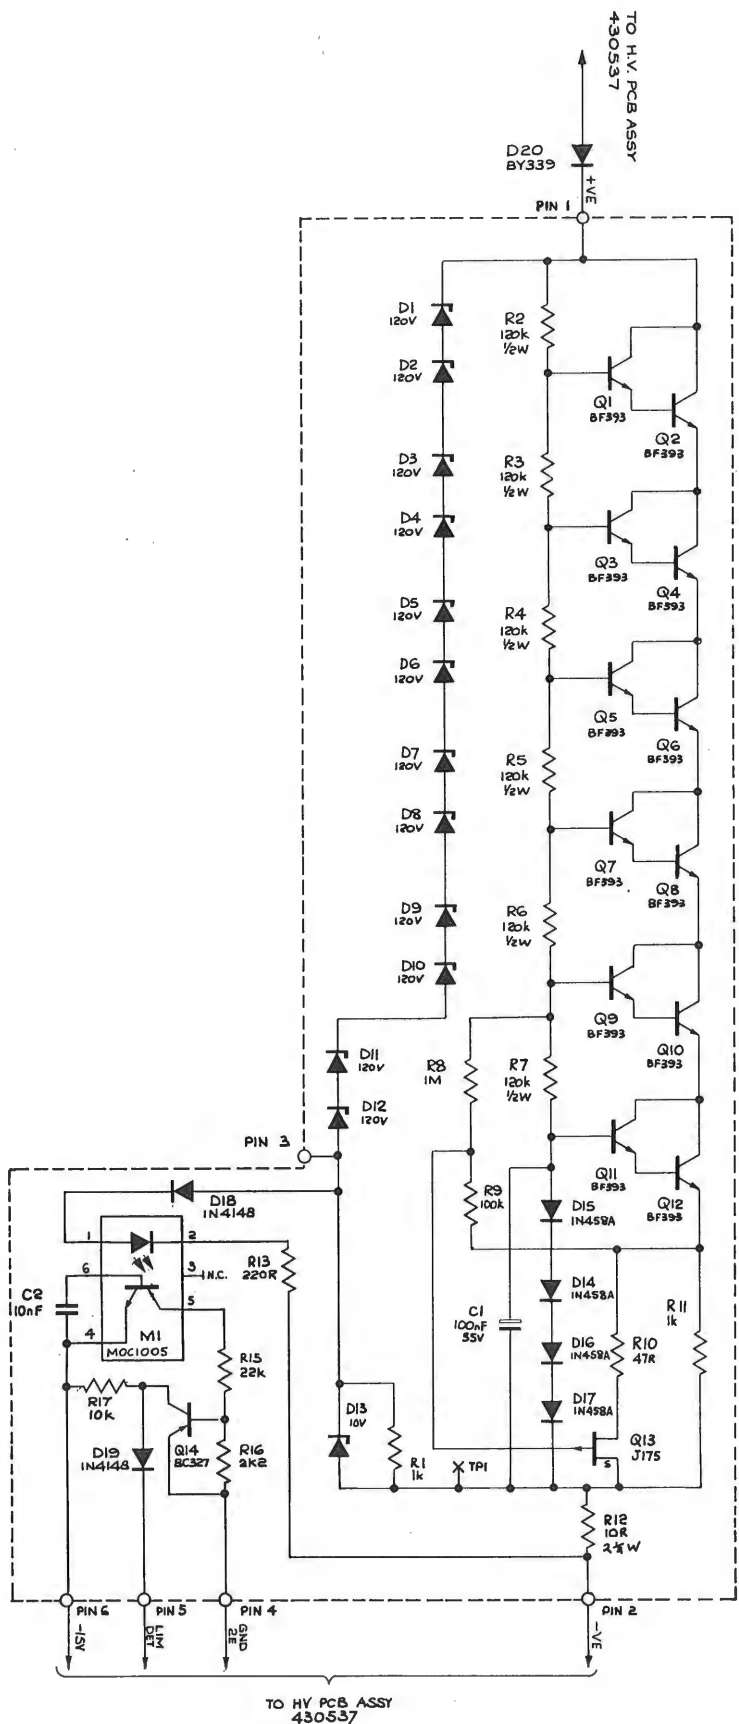 TO H.V. PCB ASSY
430537
D20
BY339
+VE
PIN 1
D1
120V
R2
120k
½W
D2
120V
Q1
BF393
Q2
BF393
D3
120V
R3
120k
½W
D4
120V
Q3
BF393
Q4
BF393
D5
120V
R4
120k
½W
D6
120V
Q5
BF393
Q6
BF393
D7
120V
R5
120k
½W
D8
120V
Q7
BF393
Q8
BF393
D9
120V
R6
120k
½W
D10
120V
Q9
BF393
Q10
BF393
D11
120V
R8
1M
R7
120k
½W
D12
120V
PIN 3
Q11
BF393
Q12
BF393
D18
1N4148
R9
100k
D15
1N458A
1
2
R13
220R
6
3
N.C.
C2
10nF
5
4
M1
MOC1005
D14
1N458A
C1
100nF
35V
R11
1k
D16
1N458A
R10
47R
R15
22k
R17
10k
D13
10V
D17
1N458A
Q14
BC327
R16
2K2
D19
1N4148
R1
1k
TP1
Q13
J175
S
R12
10R
PIN 6
PIN 5
PIN 4
PIN 2
-15V
LIM
DET
GND
2E
-VE
TO HV PCB ASSY
430537